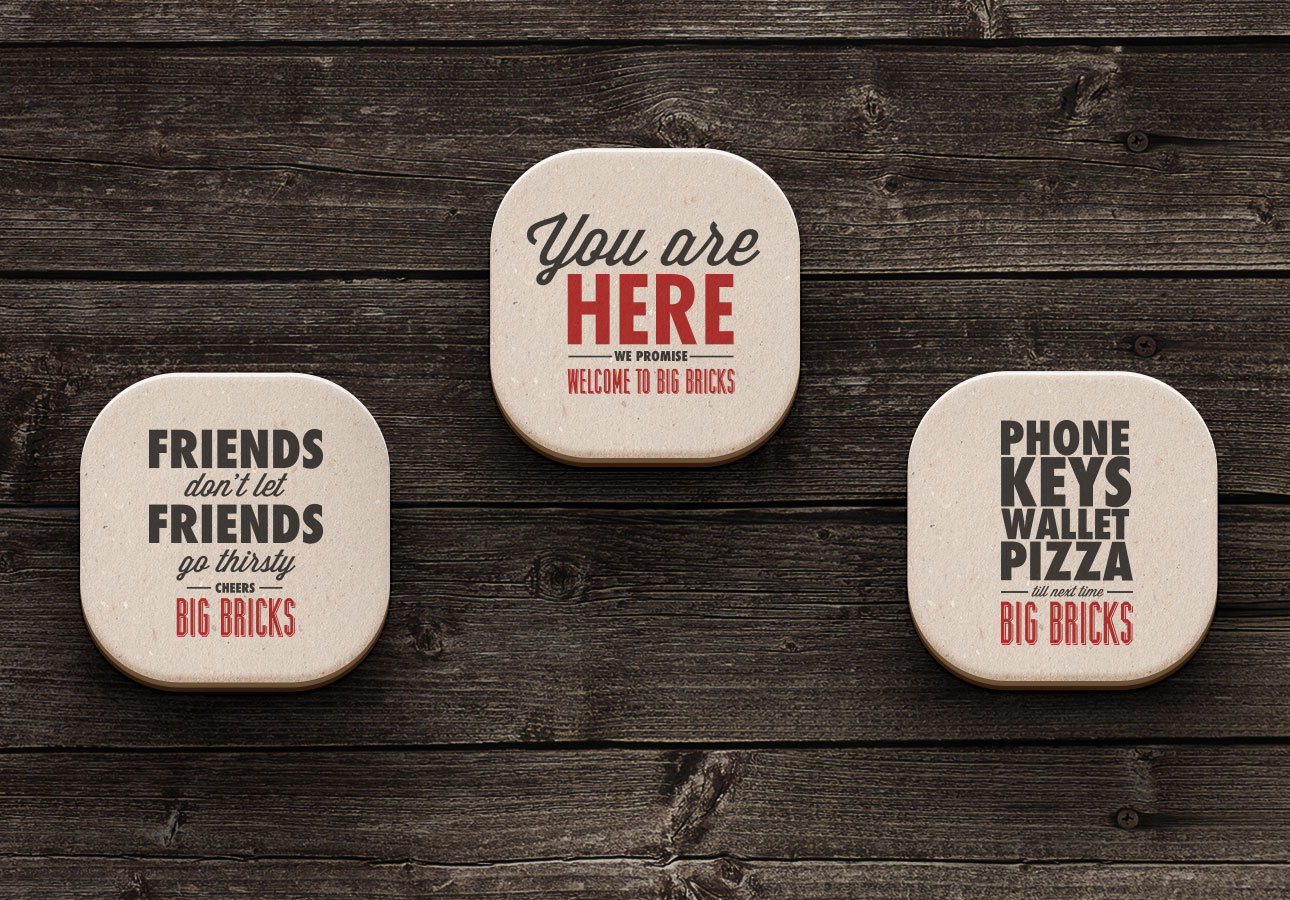 You are
HERE
WE PROMISE
WELCOME TO BIG BRICKS
FRIENDS
don't let
FRIENDS
go thirsty
CHEERS
BIG BRICKS
PHONE
KEYS
WALLET
PIZZA
till next time
BIG BRICKS